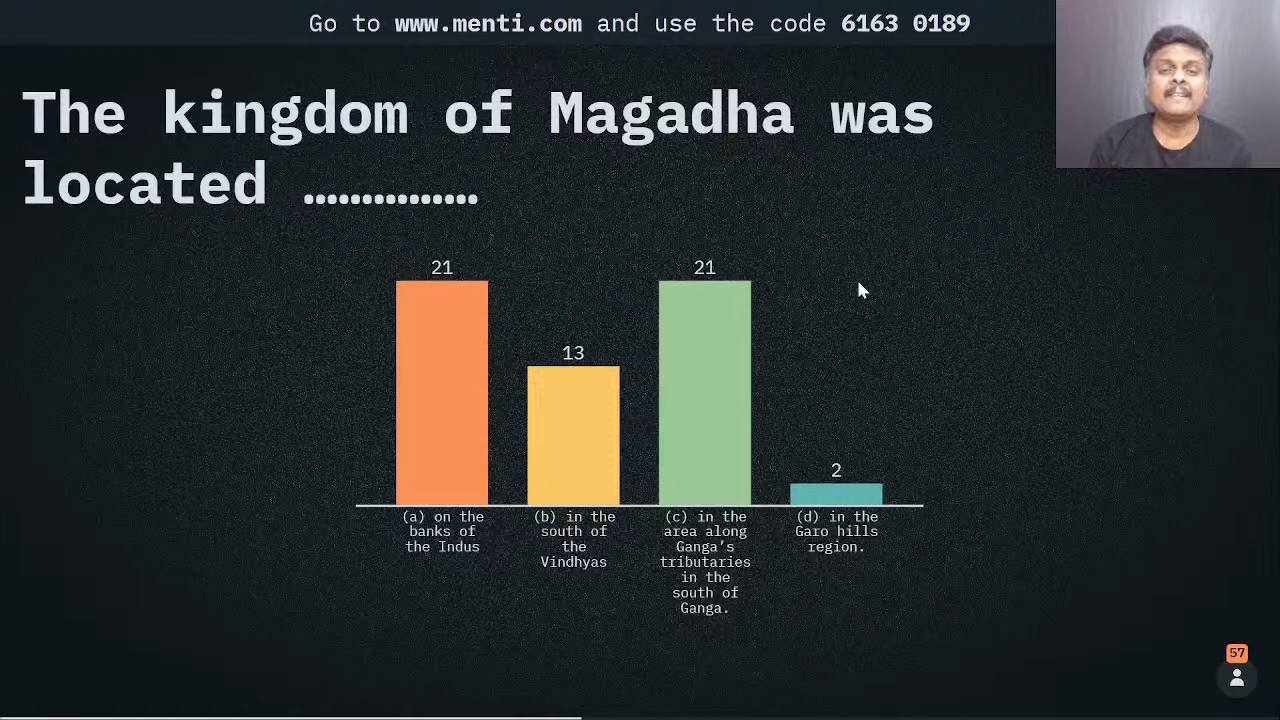 Go to www.menti.com and use the code 6163 0189
The kingdom of Magadha was
located ...............
21
13
21
2
(a) on the
banks of
the Indus
(b) in the
south of
the
Vindhyas
(c) in the
area along
Ganga’s
tributaries
in the
south of
Ganga.
(d) in the
Garo hills
region.
57